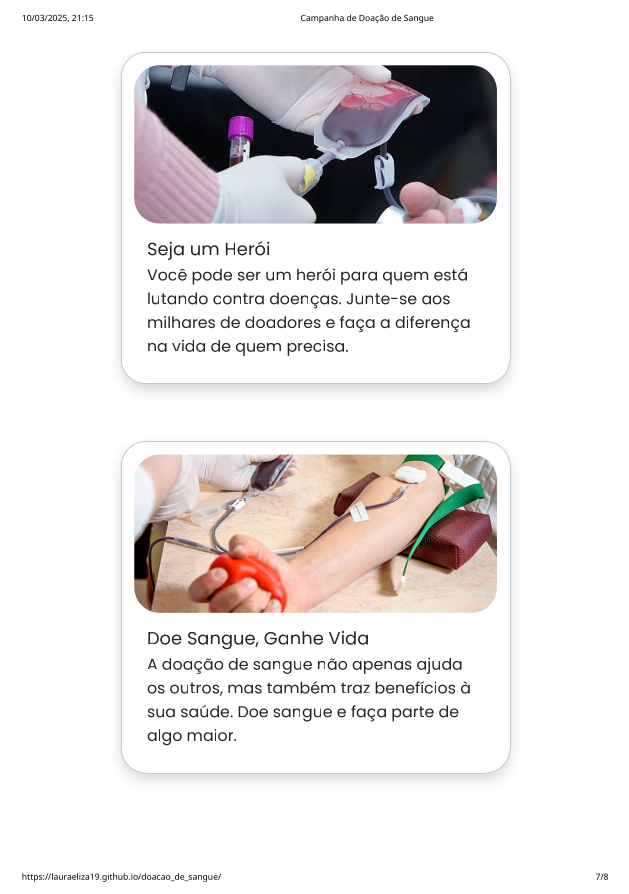 10/03/2025, 21:15 Campanha de Doação de Sangue
Seja um Herói
Você pode ser um herói para quem está
lutando contra doenças. Junte-se aos
milhares de doadores e faça a diferença
na vida de quem precisa.
Doe Sangue, Ganhe Vida
A doação de sangue não apenas ajuda
os outros, mas também traz benefícios à
sua saúde. Doe sangue e faça parte de
algo maior.
https://lauraeliza19.github.io/doacao_de_sangue/ 7/8